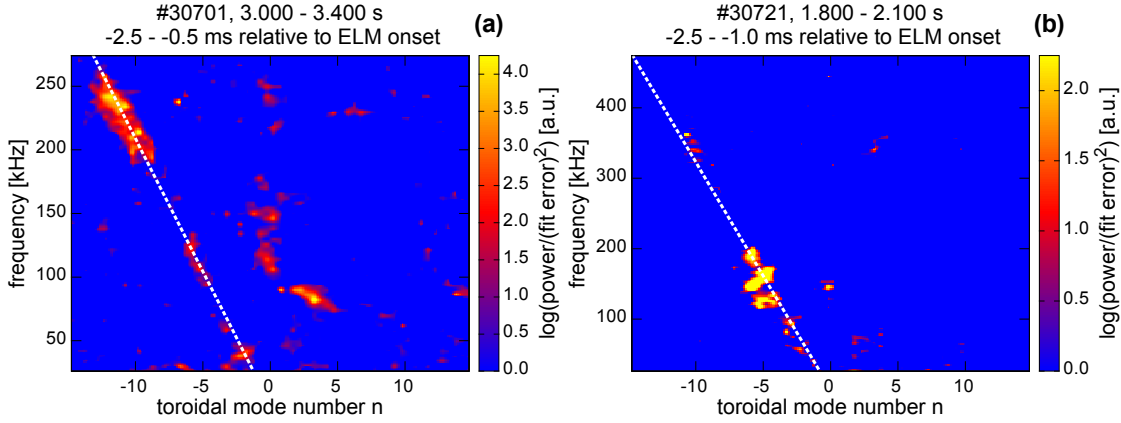 #30701, 3.000 - 3.400 s
-2.5 - -0.5 ms relative to ELM onset
(a)
frequency [kHz]
250
200
150
100
50
-10 -5 0 5 10
toroidal mode number n
4.0
3.5
3.0
2.5
2.0
1.5
1.0
0.5
0.0
log(power/(fit error)²) [a.u.]
#30721, 1.800 - 2.100 s
-2.5 - -1.0 ms relative to ELM onset
(b)
frequency [kHz]
400
300
200
100
-10 -5 0 5 10
toroidal mode number n
2.0
1.5
1.0
0.5
0.0
log(power/(fit error)²) [a.u.]